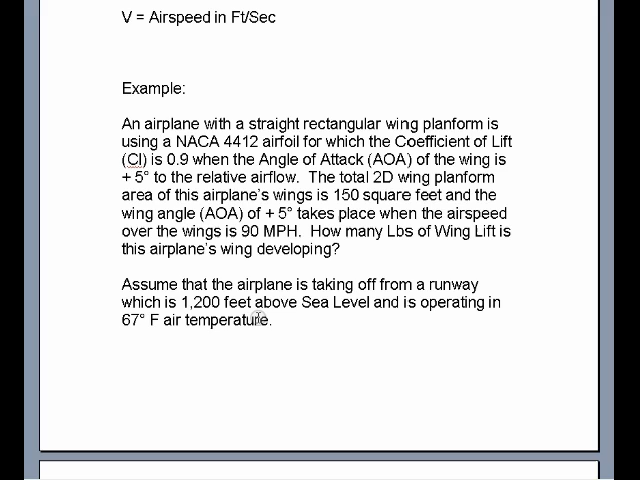 V = Airspeed in Ft/Sec
Example:
An airplane with a straight rectangular wing planform is
using a NACA 4412 airfoil for which the Coefficient of Lift
(Cl) is 0.9 when the Angle of Attack (AOA) of the wing is
+ 5° to the relative airflow.  The total 2D wing planform
area of this airplane's wings is 150 square feet and the
wing angle (AOA) of + 5° takes place when the airspeed
over the wings is 90 MPH.  How many Lbs of Wing Lift is
this airplane's wing developing?
Assume that the airplane is taking off from a runway
which is 1,200 feet above Sea Level and is operating in
67° F air temperature.